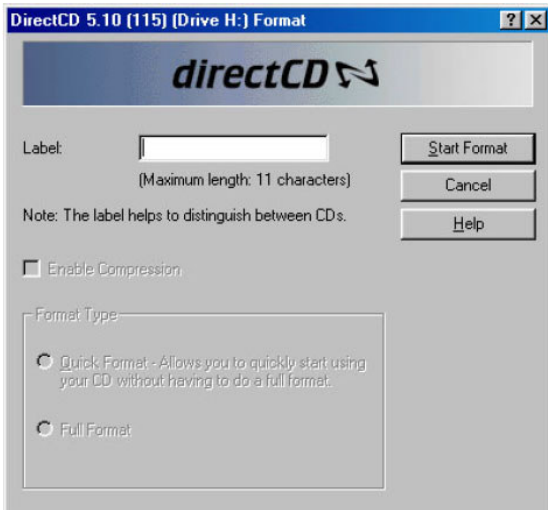 DirectCD 5.10 (115) (Drive H:) Format
directCD
Label:
(Maximum length: 11 characters)
Note: The label helps to distinguish between CDs.
Start Format
Cancel
Help
Enable Compression
Format Type
Quick Format - Allows you to quickly start using
your CD without having to do a full format.
Full Format